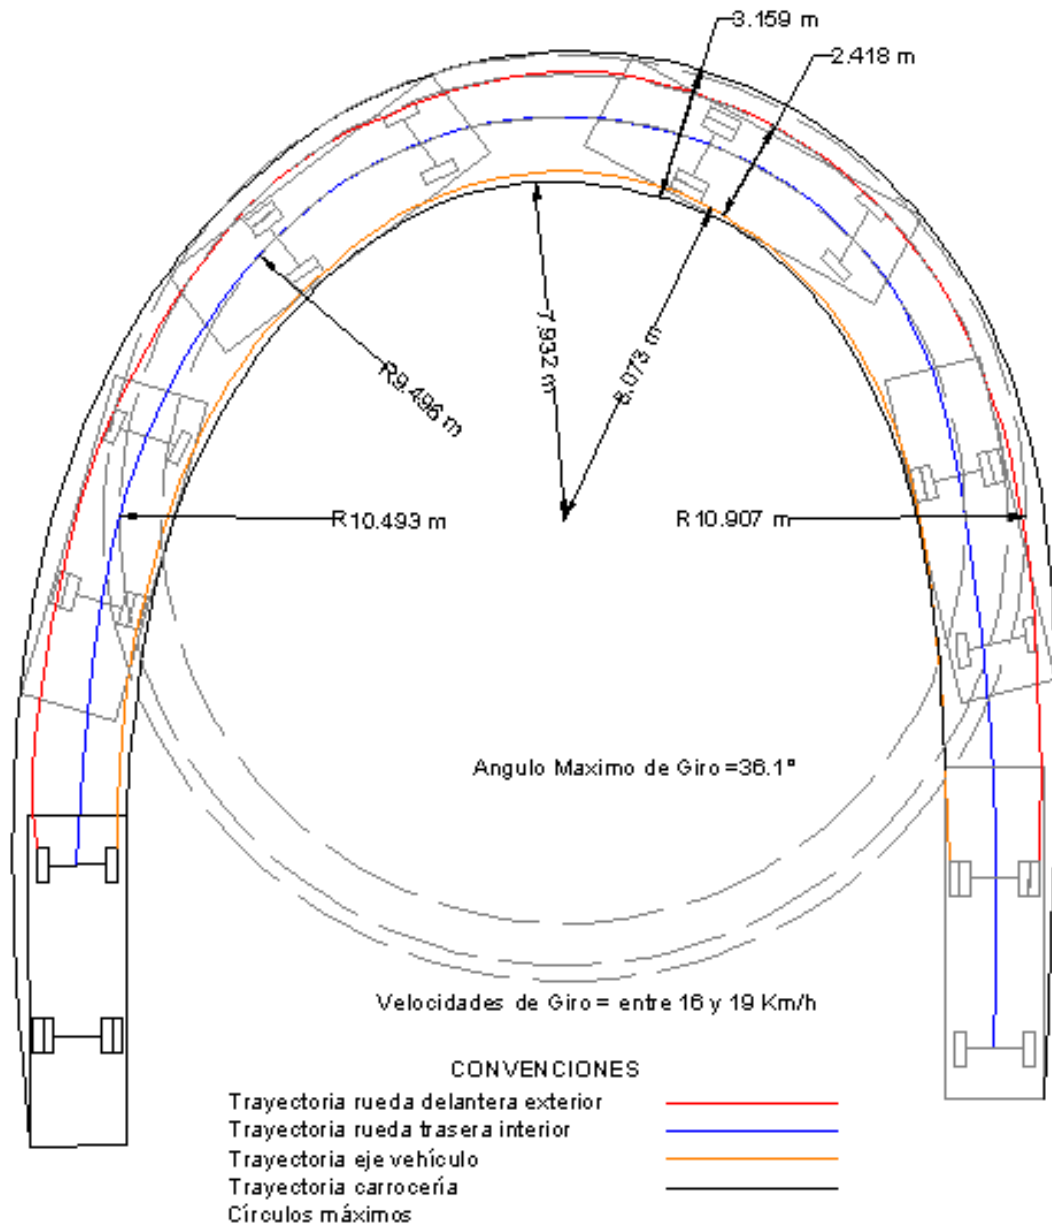 3.159 m
2.418 m
7.932 m
8.073 m
R9.496 m
R10.493 m
R10.907 m
Angulo Maximo de Giro =36.1°
Velocidades de Giro = entre 16 y 19 Km/h
CONVENCIONES
Trayectoria rueda delantera exterior
Trayectoria rueda trasera interior
Trayectoria eje vehículo
Trayectoria carrocería
Círculos máximos